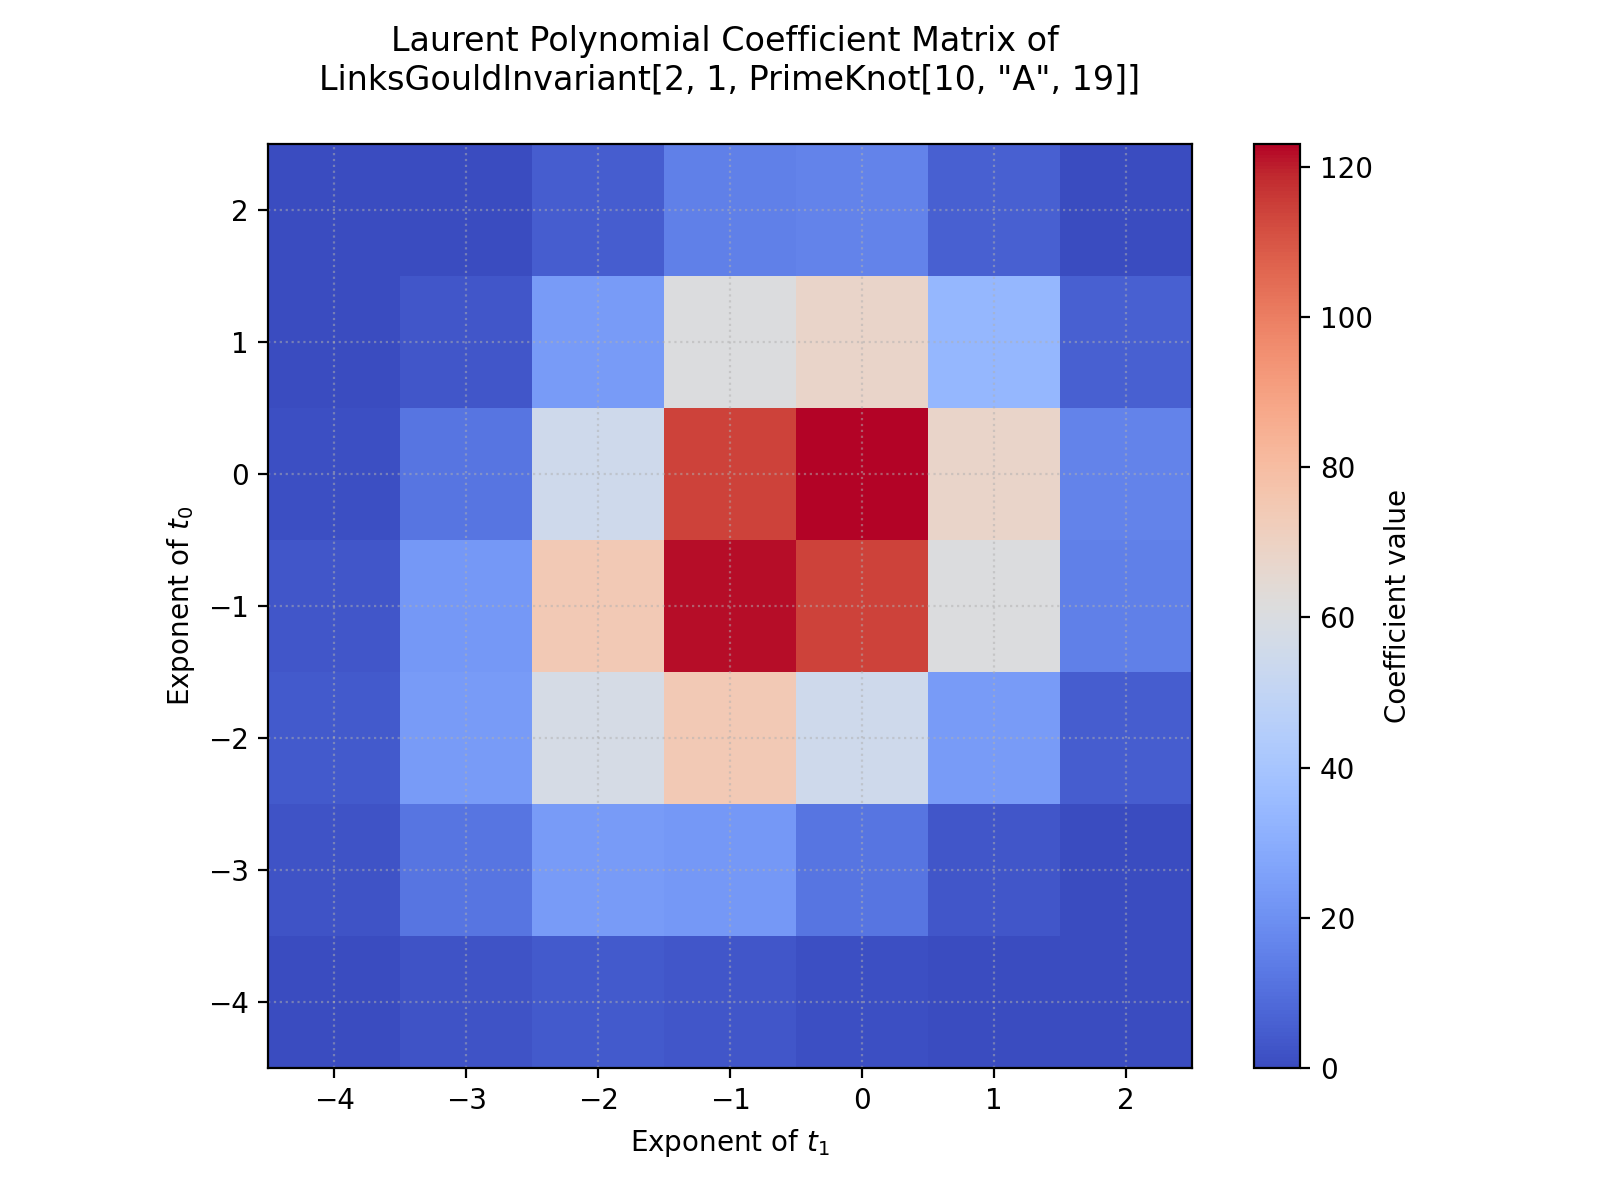 Laurent Polynomial Coefficient Matrix of
LinksGouldInvariant[2, 1, PrimeKnot[10, "A", 19]]
2
1
0
−1
−2
−3
−4
Exponent of t₀
−4 −3 −2 −1 0 1 2
Exponent of t₁
120
100
80
60
40
20
0
Coefficient value